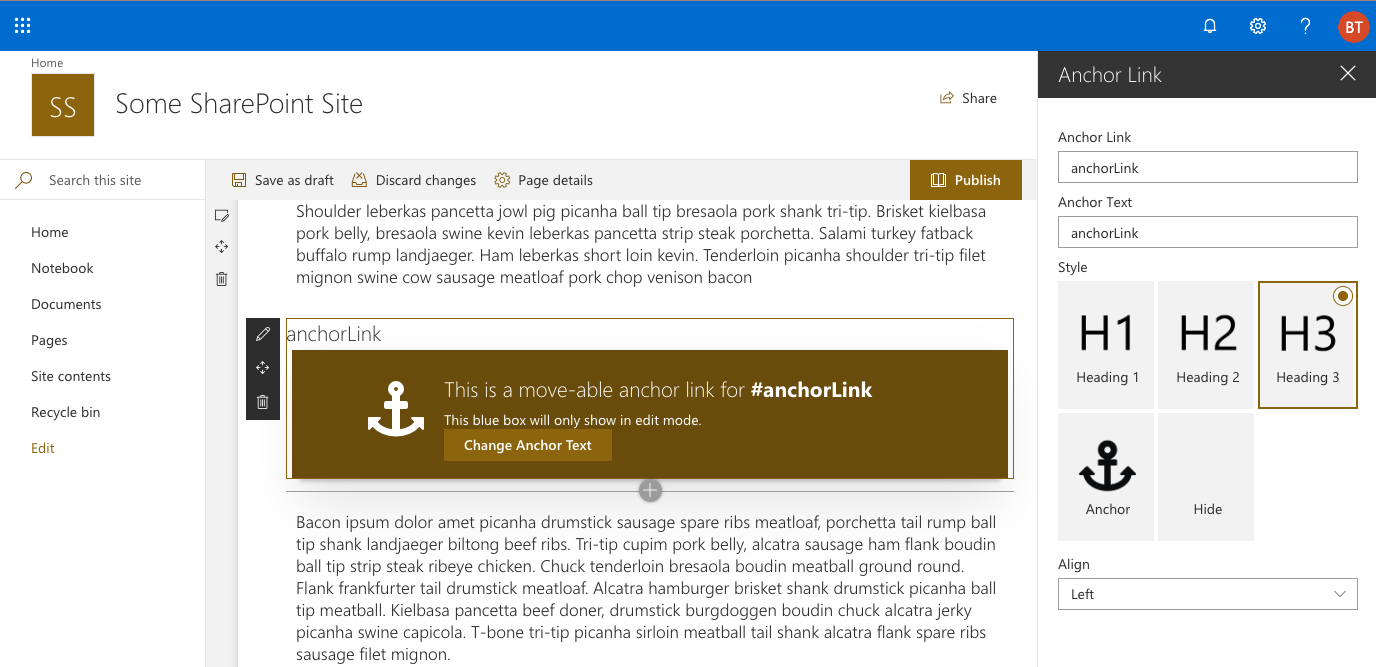 BT
Home
SS
Some SharePoint Site
Share
Search this site
Save as draft
Discard changes
Page details
Publish
Home
Notebook
Documents
Pages
Site contents
Recycle bin
Edit
Shoulder leberkas pancetta jowl pig picanha ball tip bresaola pork shank tri-tip. Brisket kielbasa
pork belly, bresaola swine kevin leberkas pancetta strip steak porchetta. Salami turkey fatback
buffalo rump landjaeger. Ham leberkas short loin kevin. Tenderloin picanha shoulder tri-tip filet
mignon swine cow sausage meatloaf pork chop venison bacon
anchorLink
This is a move-able anchor link for #anchorLink
This blue box will only show in edit mode.
Change Anchor Text
Bacon ipsum dolor amet picanha drumstick sausage spare ribs meatloaf, porchetta tail rump ball
tip shank landjaeger biltong beef ribs. Tri-tip cupim pork belly, alcatra sausage ham flank boudin
ball tip strip steak ribeye chicken. Chuck tenderloin bresaola boudin meatball ground round.
Flank frankfurter tail drumstick meatloaf. Alcatra hamburger brisket shank drumstick picanha ball
tip meatball. Kielbasa pancetta beef doner, drumstick burgdoggen boudin chuck alcatra jerky
picanha swine capicola. T-bone tri-tip picanha sirloin meatball tail shank alcatra flank spare ribs
sausage filet mignon.
Anchor Link
Anchor Link
anchorLink
Anchor Text
anchorLink
Style
H1
Heading 1
H2
Heading 2
H3
Heading 3
Anchor
Hide
Align
Left